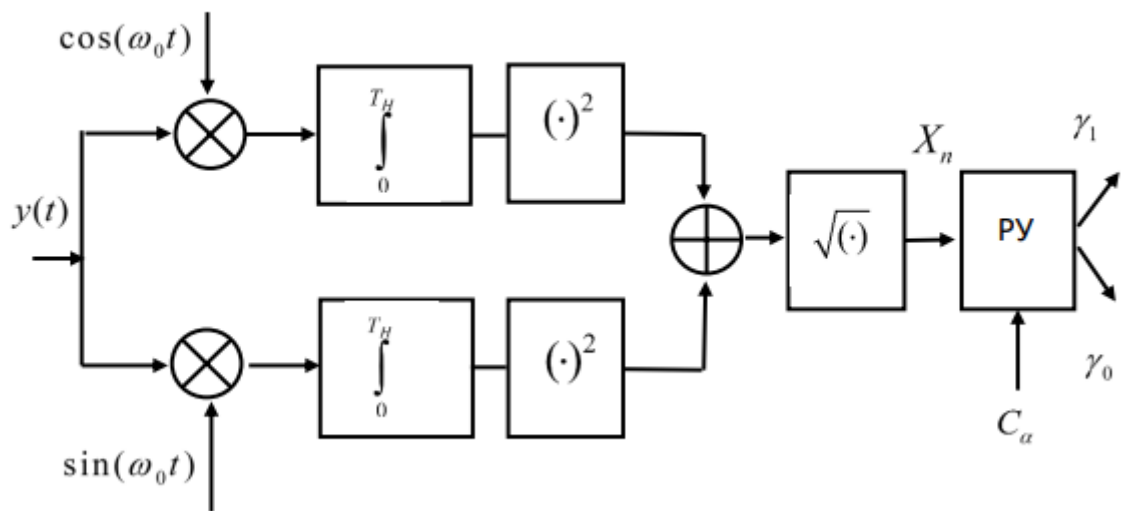 cos(ω₀t)
T_H
∫
0
(·)²
y(t)
X_n
γ₁
√(·)
РУ
T_H
∫
0
(·)²
γ₀
C_α
sin(ω₀t)